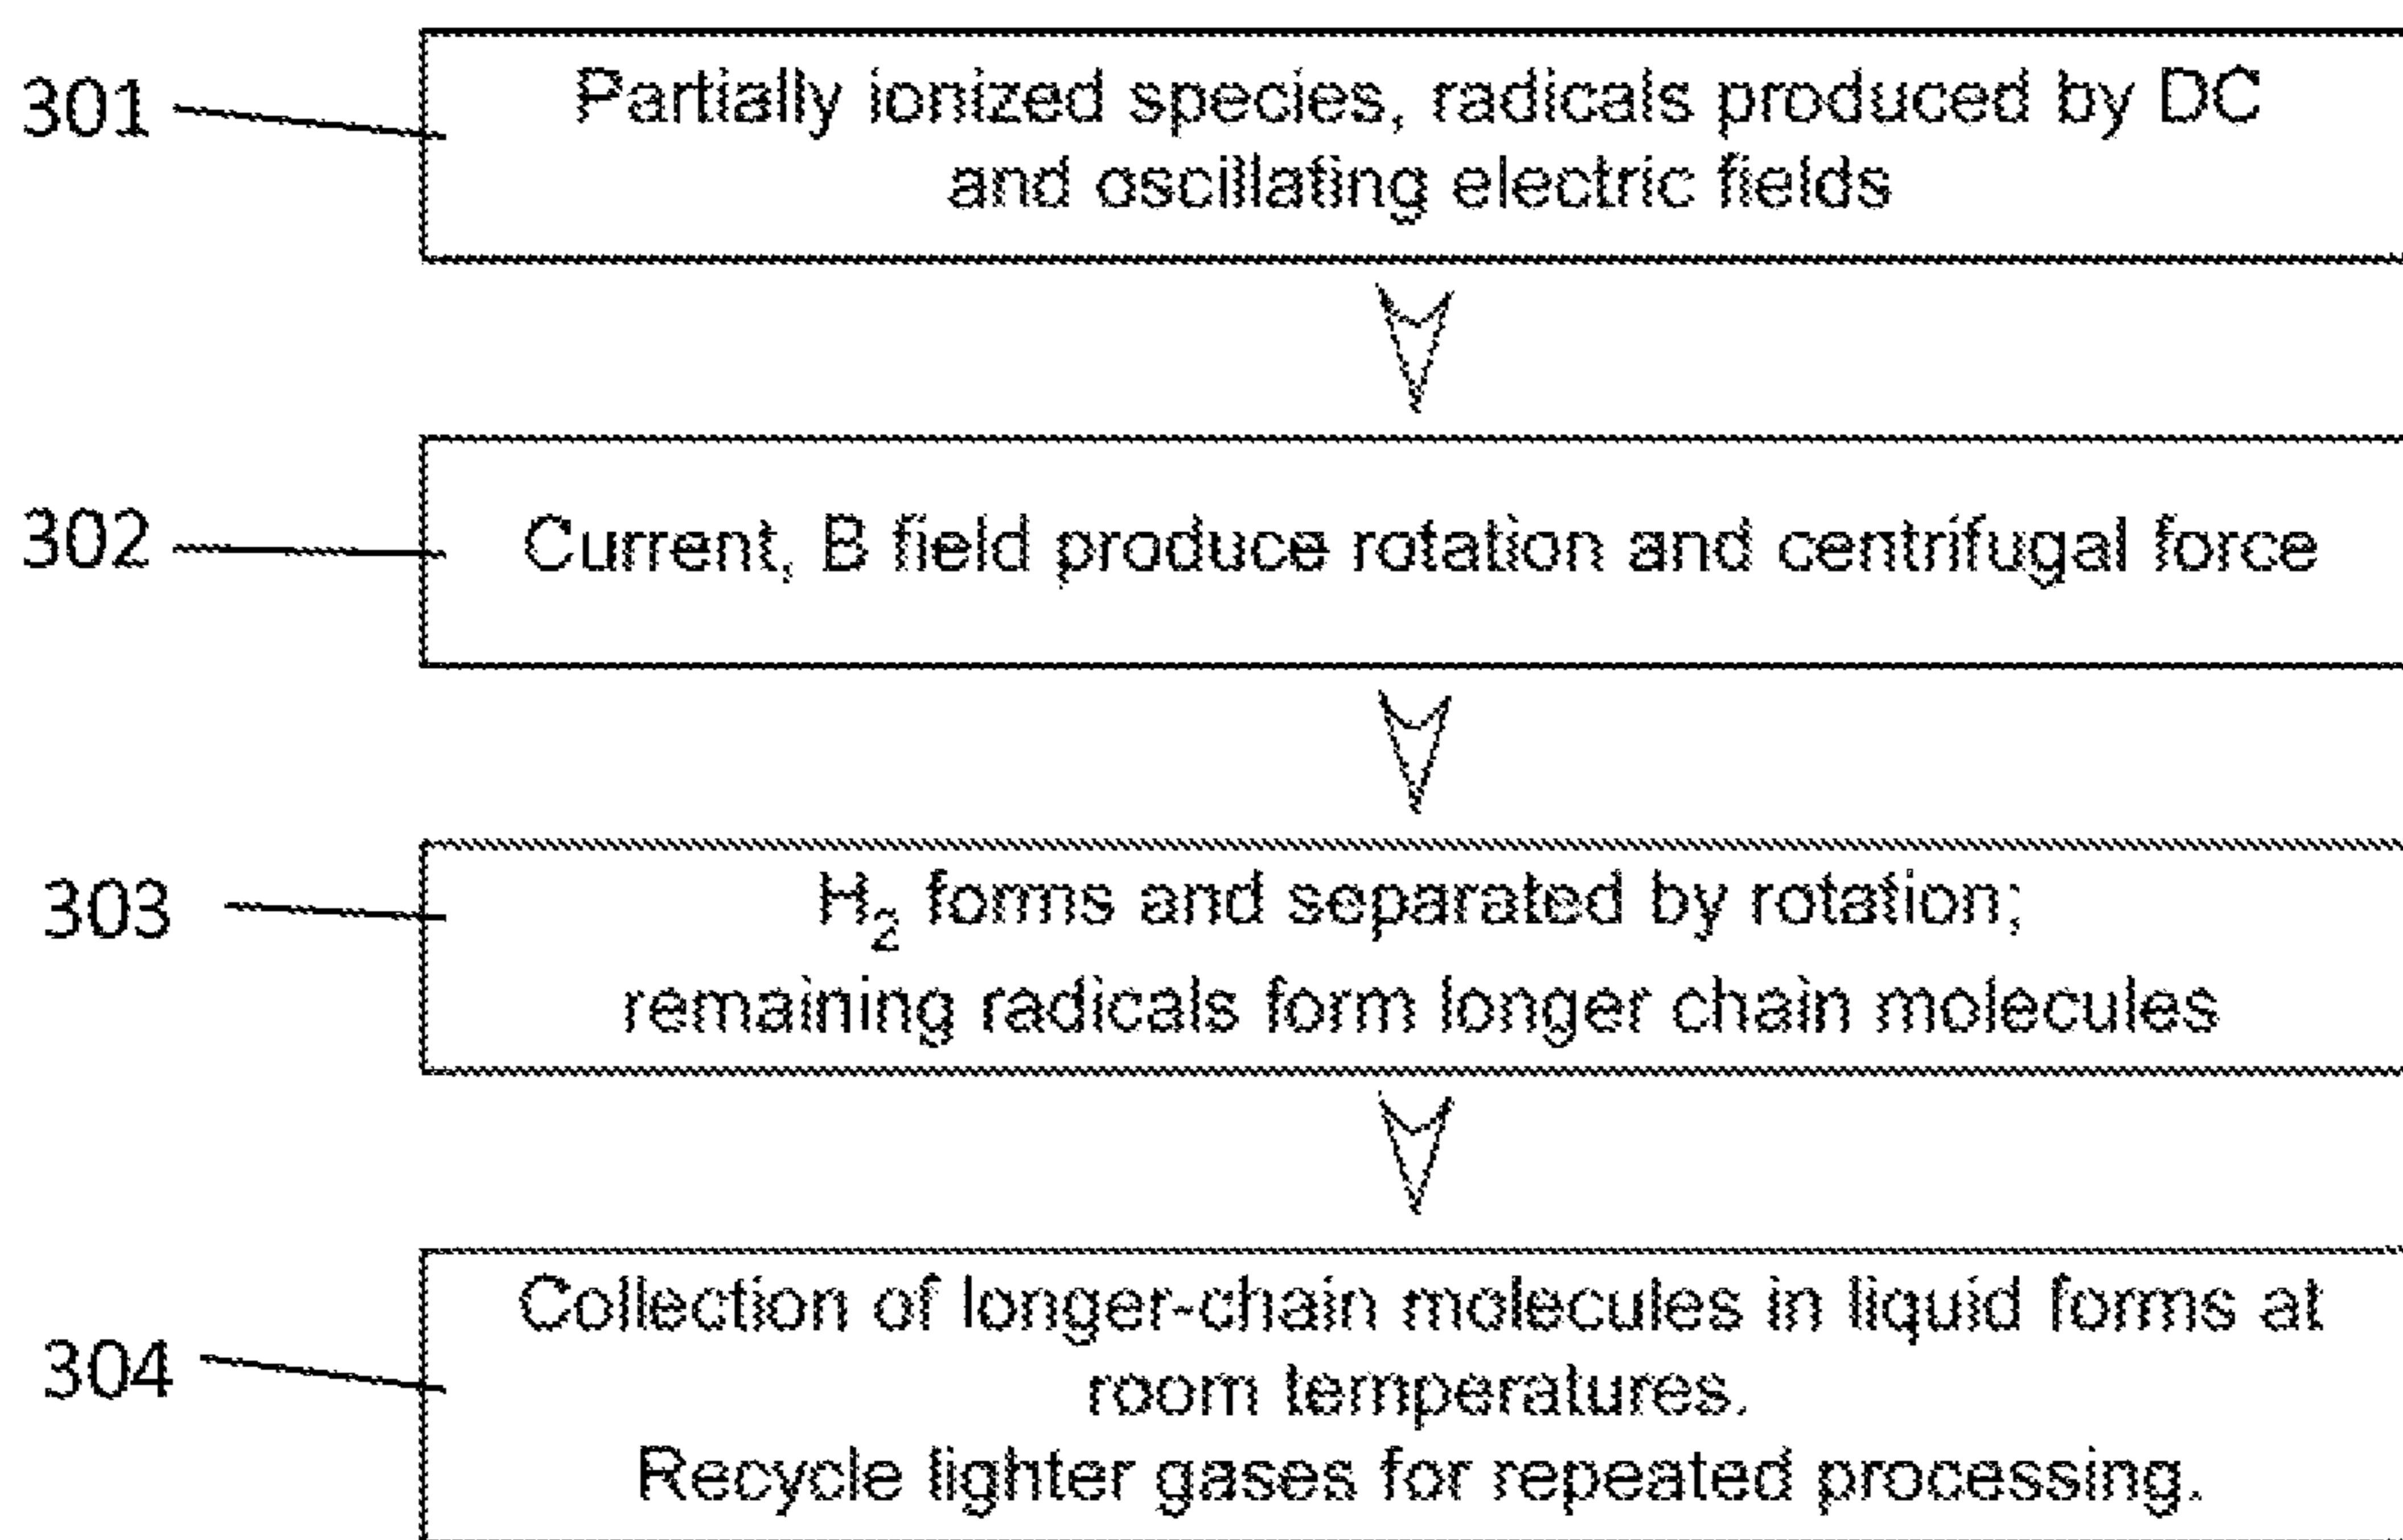 301
Partially ionized species, radicals produced by DC
and oscillating electric fields
302
Current, B field produce rotation and centrifugal force
303
H₂ forms and separated by rotation;
remaining radicals form longer chain molecules
304
Collection of longer-chain molecules in liquid forms at
room temperatures.
Recycle lighter gases for repeated processing.